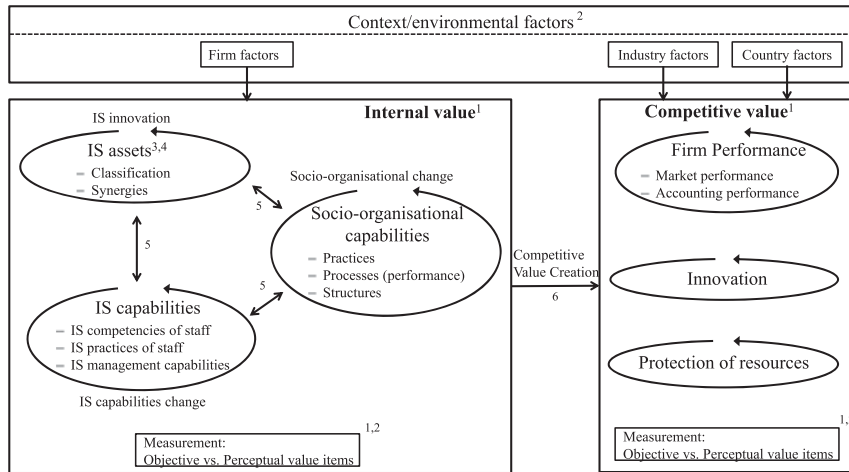 Context/environmental factors2
Firm factors
Industry factors
Country factors
Internal value1
IS innovation
IS assets3,4
Classification
Synergies
5
5
Socio-organisational change
Socio-organisational
capabilities
Practices
Processes (performance)
Structures
5
IS capabilities
IS competencies of staff
IS practices of staff
IS management capabilities
IS capabilities change
Measurement:
Objective vs. Perceptual value items
1,2
Competitive
Value Creation
6
Competitive value1
Firm Performance
Market performance
Accounting performance
Innovation
Protection of resources
Measurement:
Objective vs. Perceptual value items
1,